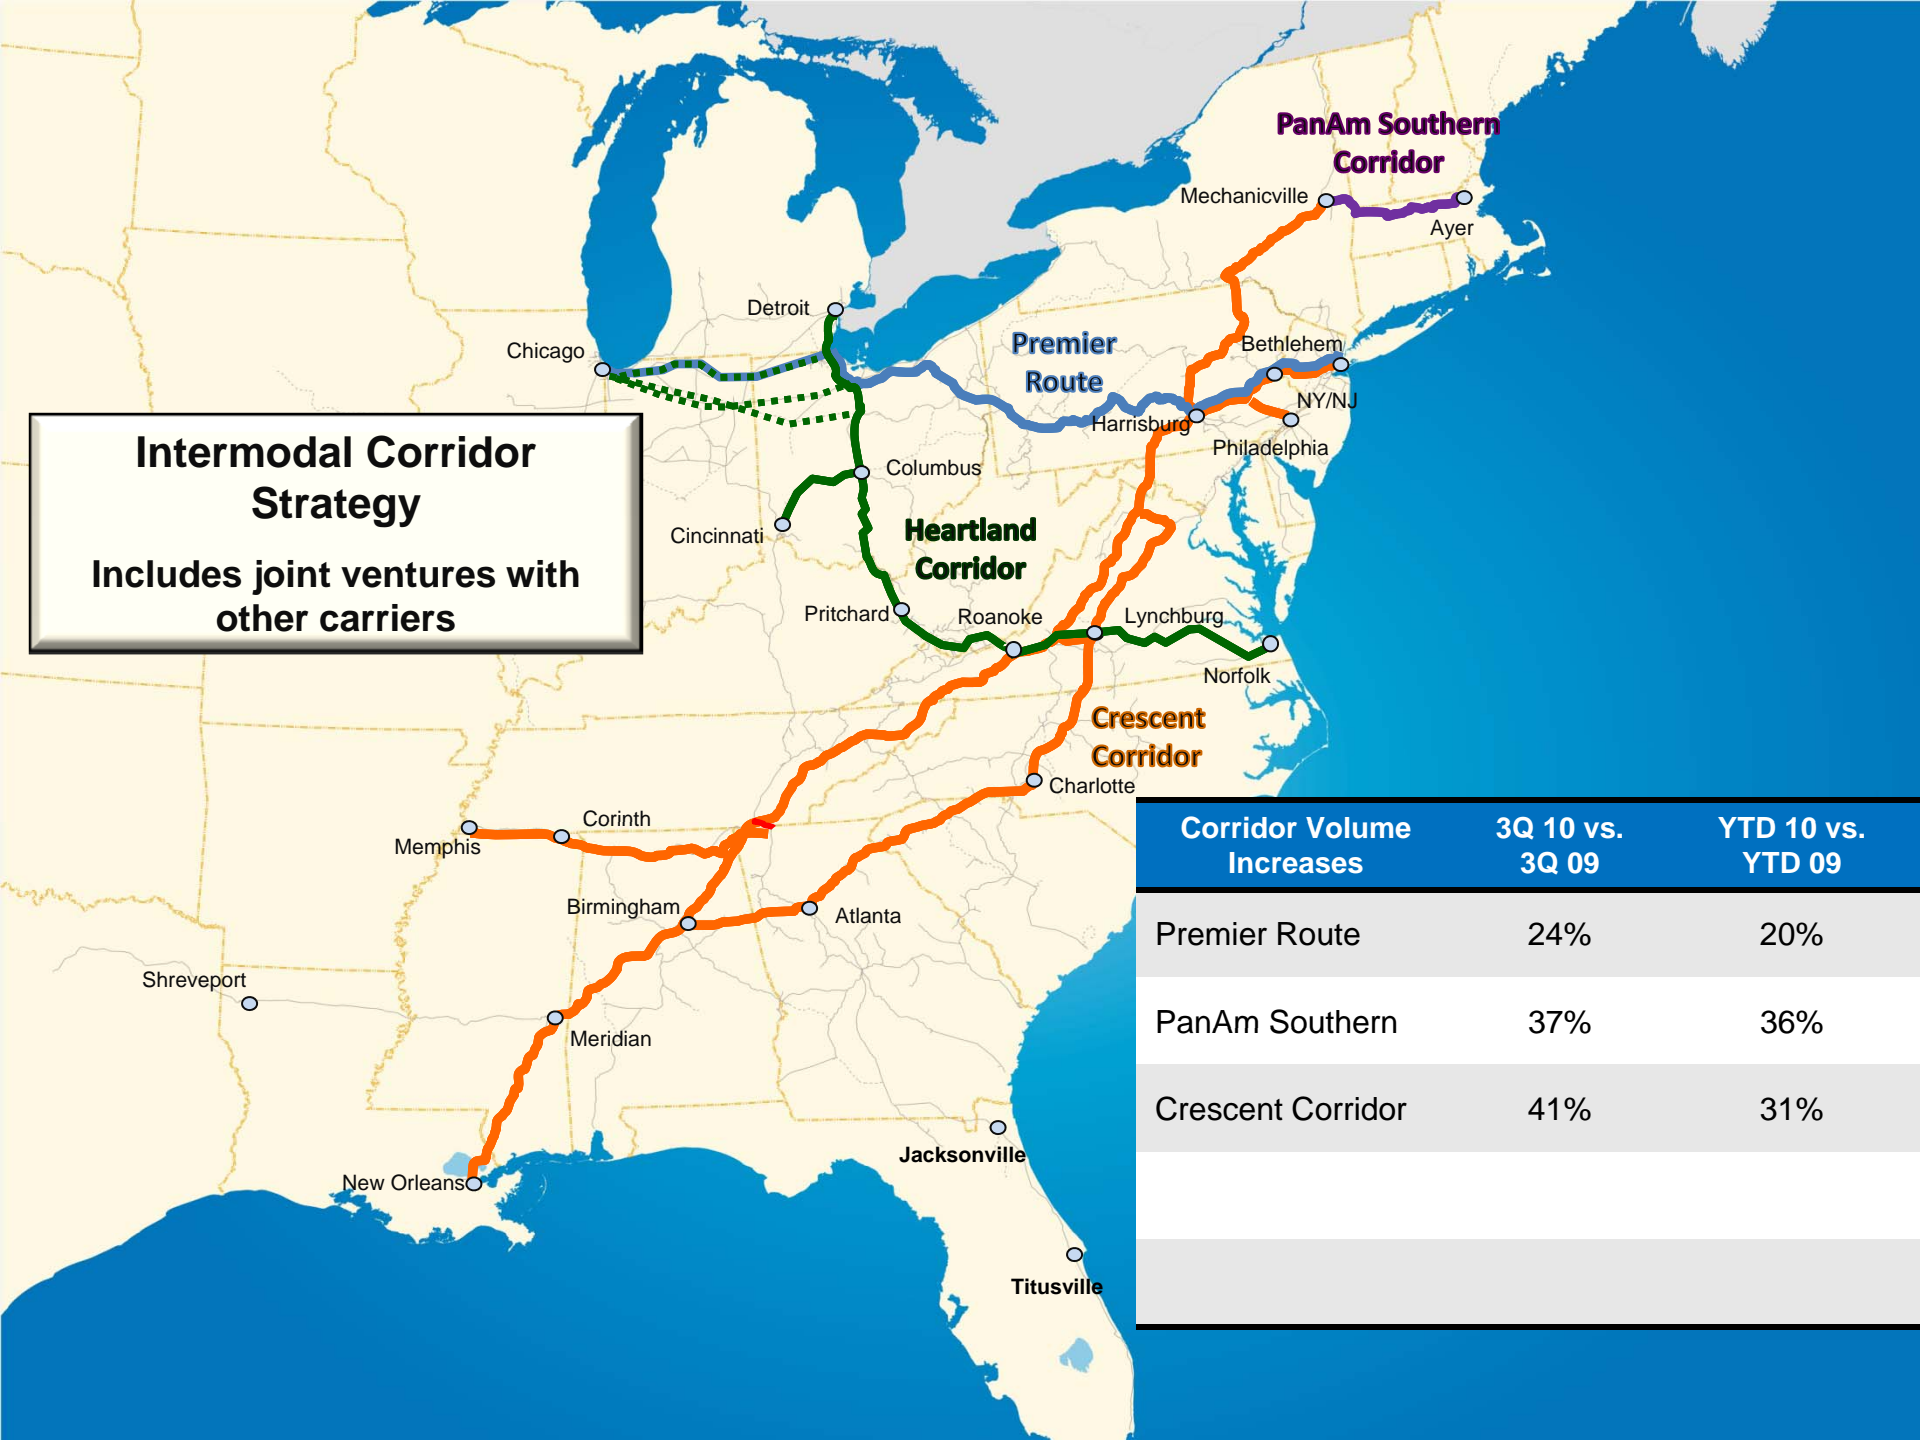 PanAm Southern
Corridor
Mechanicville
Ayer
Detroit
Chicago
Premier
Route
Bethlehem
NY/NJ
Harrisburg
Philadelphia
Intermodal Corridor
Strategy
Includes joint ventures with
other carriers
Columbus
Cincinnati
Heartland
Corridor
Pritchard
Roanoke
Lynchburg
Norfolk
Crescent
Corridor
Charlotte
Corinth
Memphis
Birmingham
Atlanta
Shreveport
Meridian
New Orleans
Jacksonville
Titusville
Corridor Volume 3Q 10 vs. YTD 10 vs.
Increases 3Q 09 YTD 09
Premier Route 24% 20%
PanAm Southern 37% 36%
Crescent Corridor 41% 31%